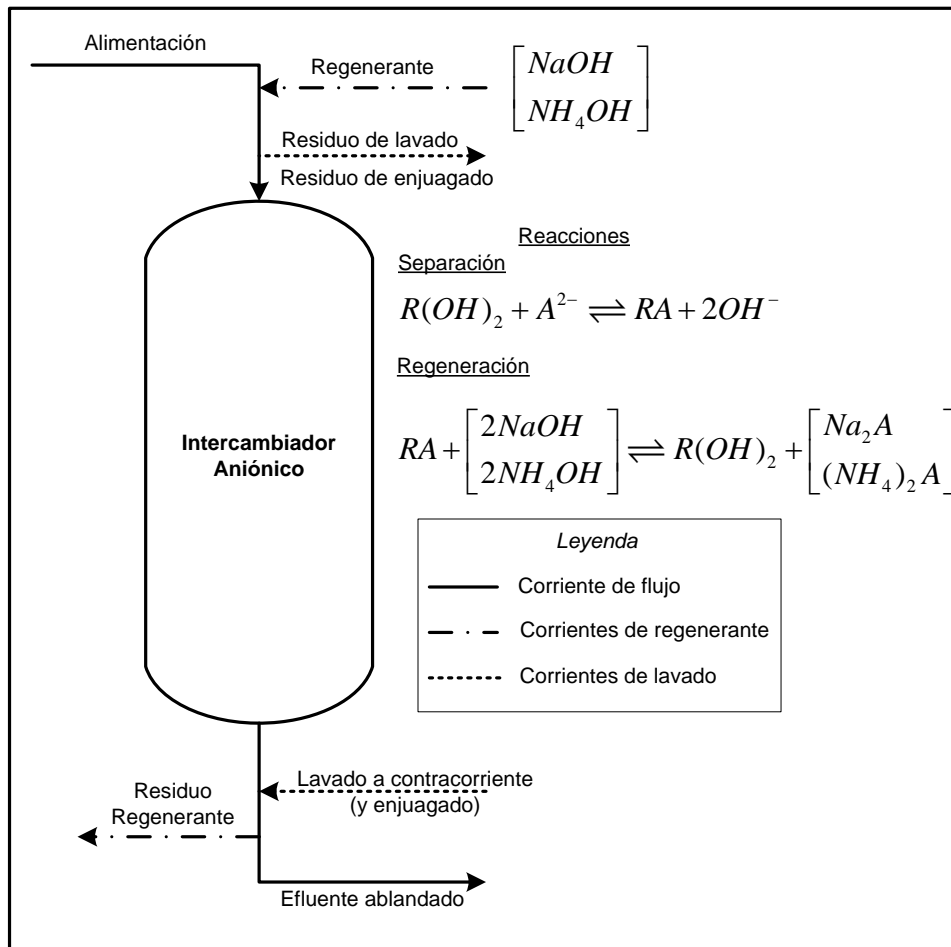 Alimentación
Regenerante
NaOH
NH₄OH
Residuo de lavado
Residuo de enjuagado
Reacciones
Separación
R(OH)₂ + A²⁻ ⇌ RA + 2OH⁻
Regeneración
RA + [2NaOH / 2NH₄OH] ⇌ R(OH)₂ + [Na₂A / (NH₄)₂A]
Intercambiador
Aniónico
Leyenda
Corriente de flujo
Corrientes de regenerante
Corrientes de lavado
Lavado a contracorriente
(y enjuagado)
Residuo
Regenerante
Efluente ablandado